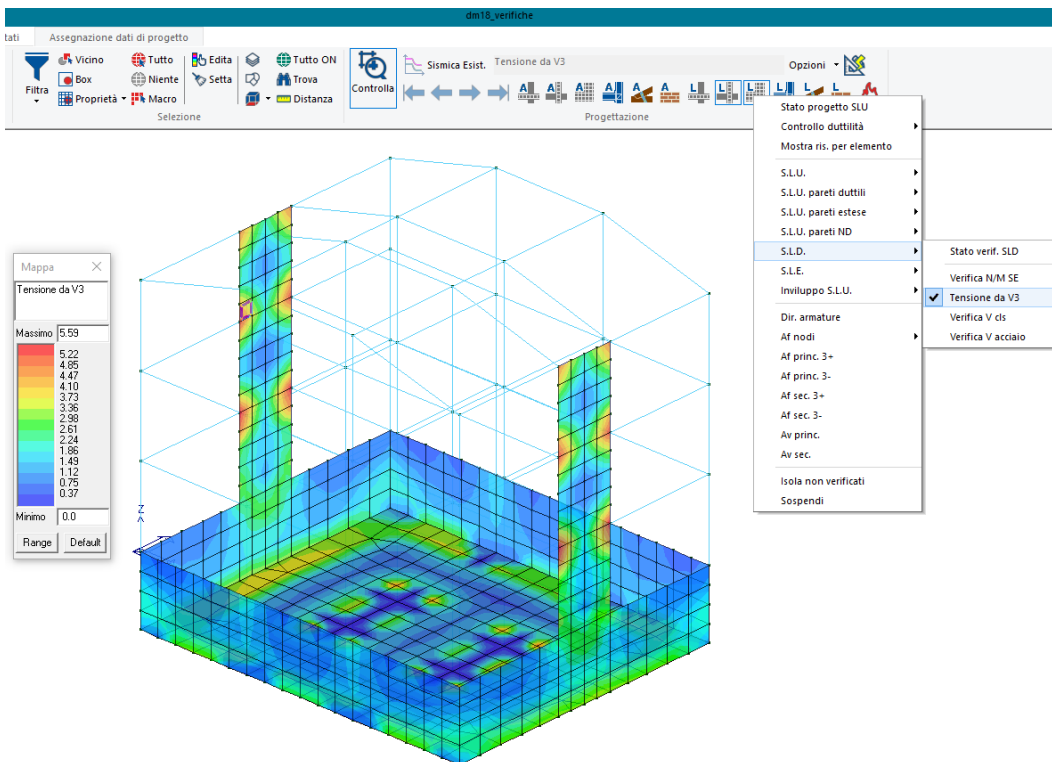 dm18_verifiche
tati Assegnazione dati di progetto
Vicino Tutto Edita Tutto ON Sismica Esist. Tensione da V3 Opzioni
Filtra Box Niente Setta Trova Controlla
Proprietà Macro Distanza
Selezione Progettazione
Stato progetto SLU
Controllo duttilità
Mostra ris. per elemento
S.L.U.
S.L.U. pareti duttili
S.L.U. pareti estese
S.L.U. pareti ND
S.L.D.
S.L.E.
Inviluppo S.L.U.
Dir. armature
Af nodi
Af princ. 3+
Af princ. 3-
Af sec. 3+
Af sec. 3-
Av princ.
Av sec.
Isola non verificati
Sospendi
Stato verif. SLD
Verifica N/M SE
Tensione da V3
Verifica V cls
Verifica V acciaio
Mappa
Tensione da V3
Massimo 5.59
5.22
4.85
4.47
4.10
3.73
3.36
2.98
2.61
2.24
1.86
1.49
1.12
0.75
0.37
Minimo 0.0
Range Default
Z